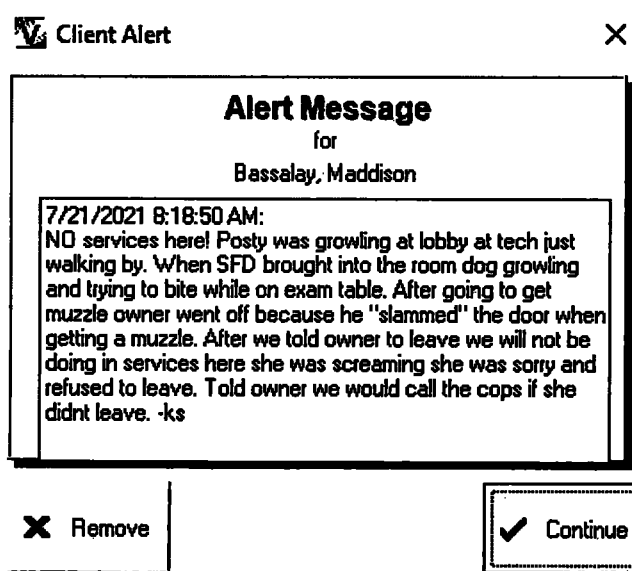 Client Alert
Alert Message
for
Bassalay, Maddison
7/21/2021 8:18:50 AM:
NO services here! Posty was growling at lobby at tech just
walking by. When SFD brought into the room dog growling
and trying to bite while on exam table. After going to get
muzzle owner went off because he "slammed" the door when
getting a muzzle. After we told owner to leave we will not be
doing in services here she was screaming she was sorry and
refused to leave. Told owner we would call the cops if she
didnt leave. -ks
Remove
Continue